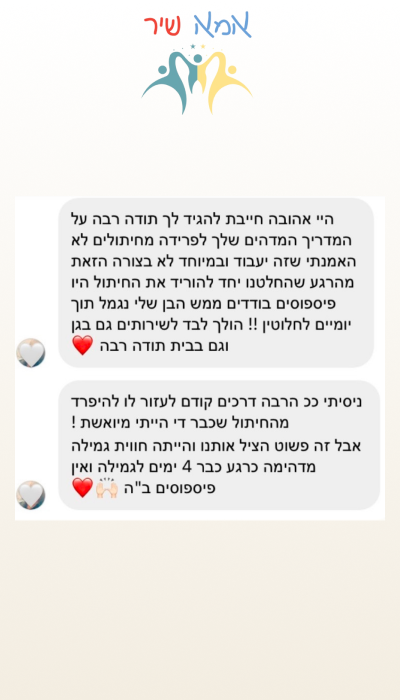 אמא שיר
היי אהובה חייבת להגיד לך תודה רבה על
המדריך המדהים שלך לפרידה מחיתולים לא
האמנתי שזה יעבוד ובמיוחד לא בצורה הזאת
מהרגע שהחלטנו יחד להוריד את החיתול היו
פיספוסים בודדים ממש הבן שלי נגמל תוך
יומיים לחלוטין !! הולך לבד לשירותים גם בגן
וגם בבית תודה רבה ❤️
ניסיתי ככ הרבה דרכים קודם לעזור לו להיפרד
מהחיתול שכבר די הייתי מיואשת !
אבל זה פשוט הציל אותנו והייתה חווית גמילה
מדהימה כרגע כבר 4 ימים לגמילה ואין
פיספוסים ב"ה 🙌🏻❤️